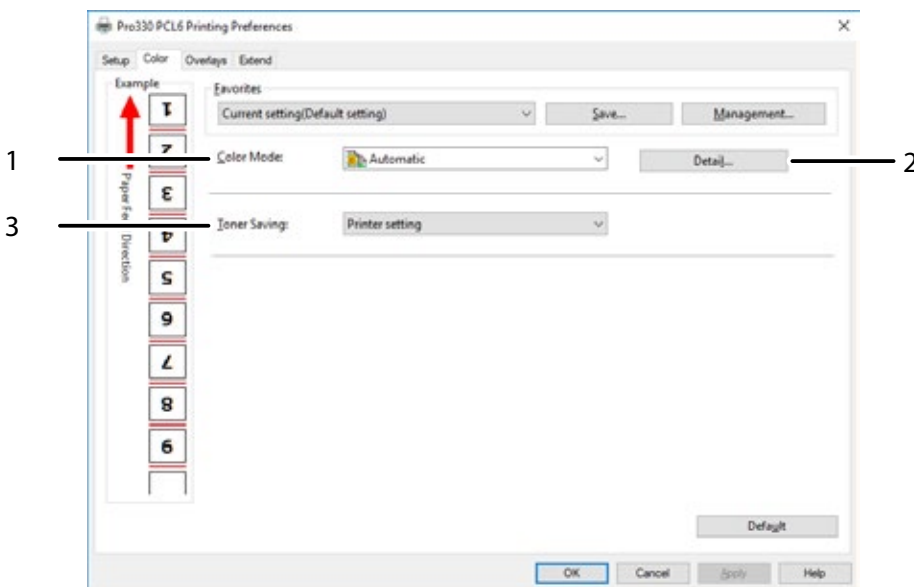 Pro330 PCL6 Printing Preferences
Setup Color Overlays Extend
Example
Favorites
Current setting(Default setting) Save... Management...
1 Color Mode: Automatic Detail... 2
3 Toner Saving: Printer setting
Paper Fe Direction
1
2
3
4
5
6
7
8
9
Default
OK Cancel Apply Help